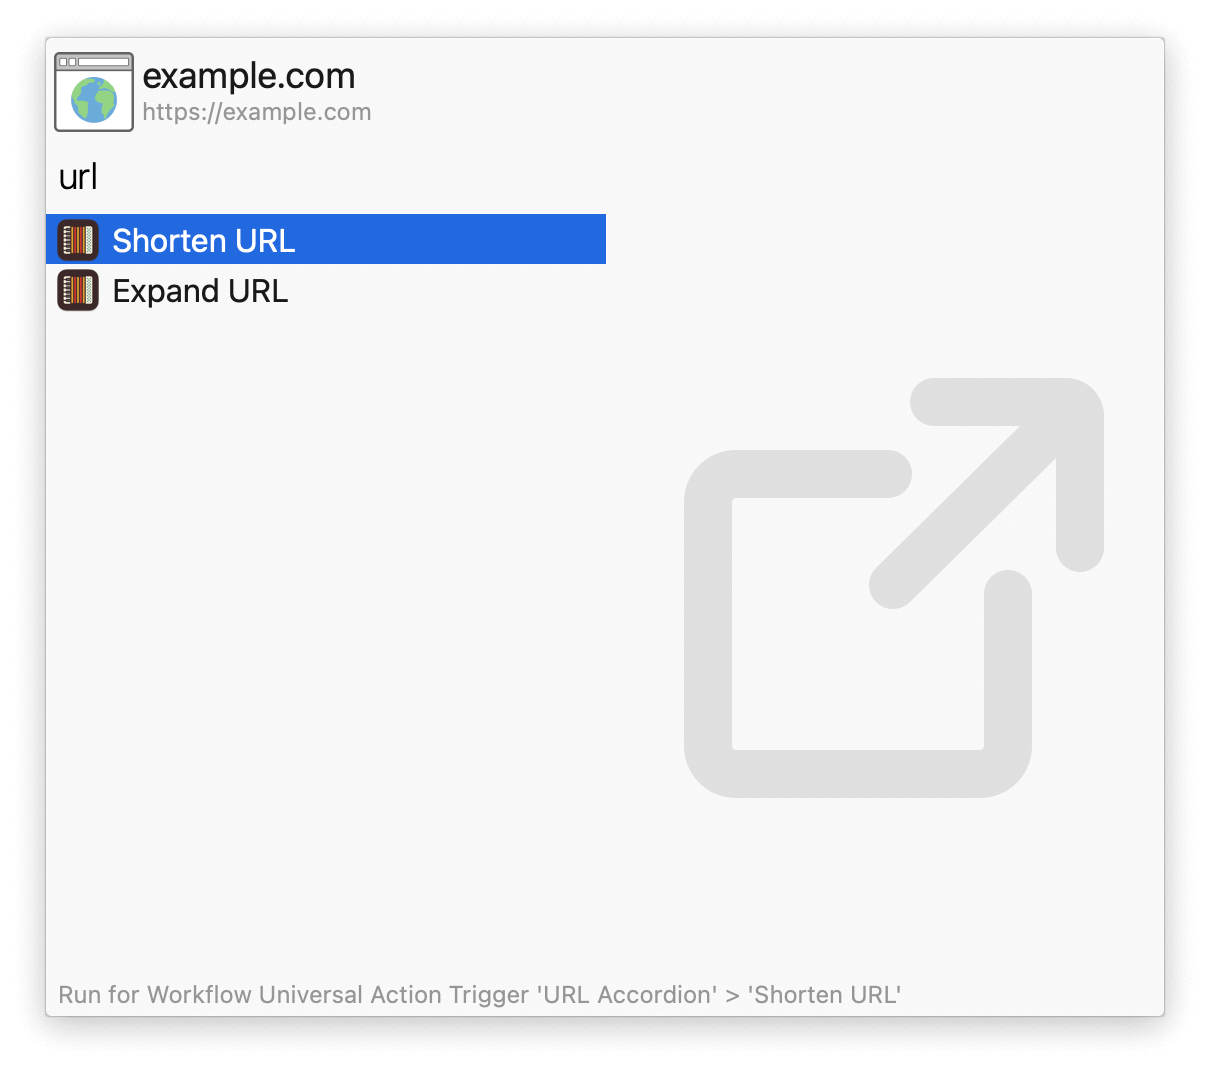 example.com
https://example.com
url
Shorten URL
Expand URL
Run for Workflow Universal Action Trigger 'URL Accordion' > 'Shorten URL'